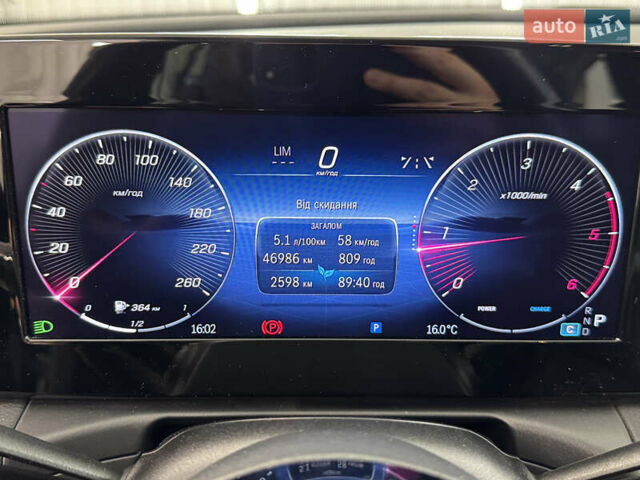 auto RIA
LIM
---
0
км/год
Від скидання
ЗАГАЛОМ
5.1 л/100км 58 км/год
46986 км 809 год
2598 км 89:40 год
0 20 40 60 80 100 140 180 220 260
км/год
0 1/2 1
364 км
0 1 2 3 4 5 6
x1000/min
POWER CHARGE
R
N
D
C P
16:02
P
P
16.0°C